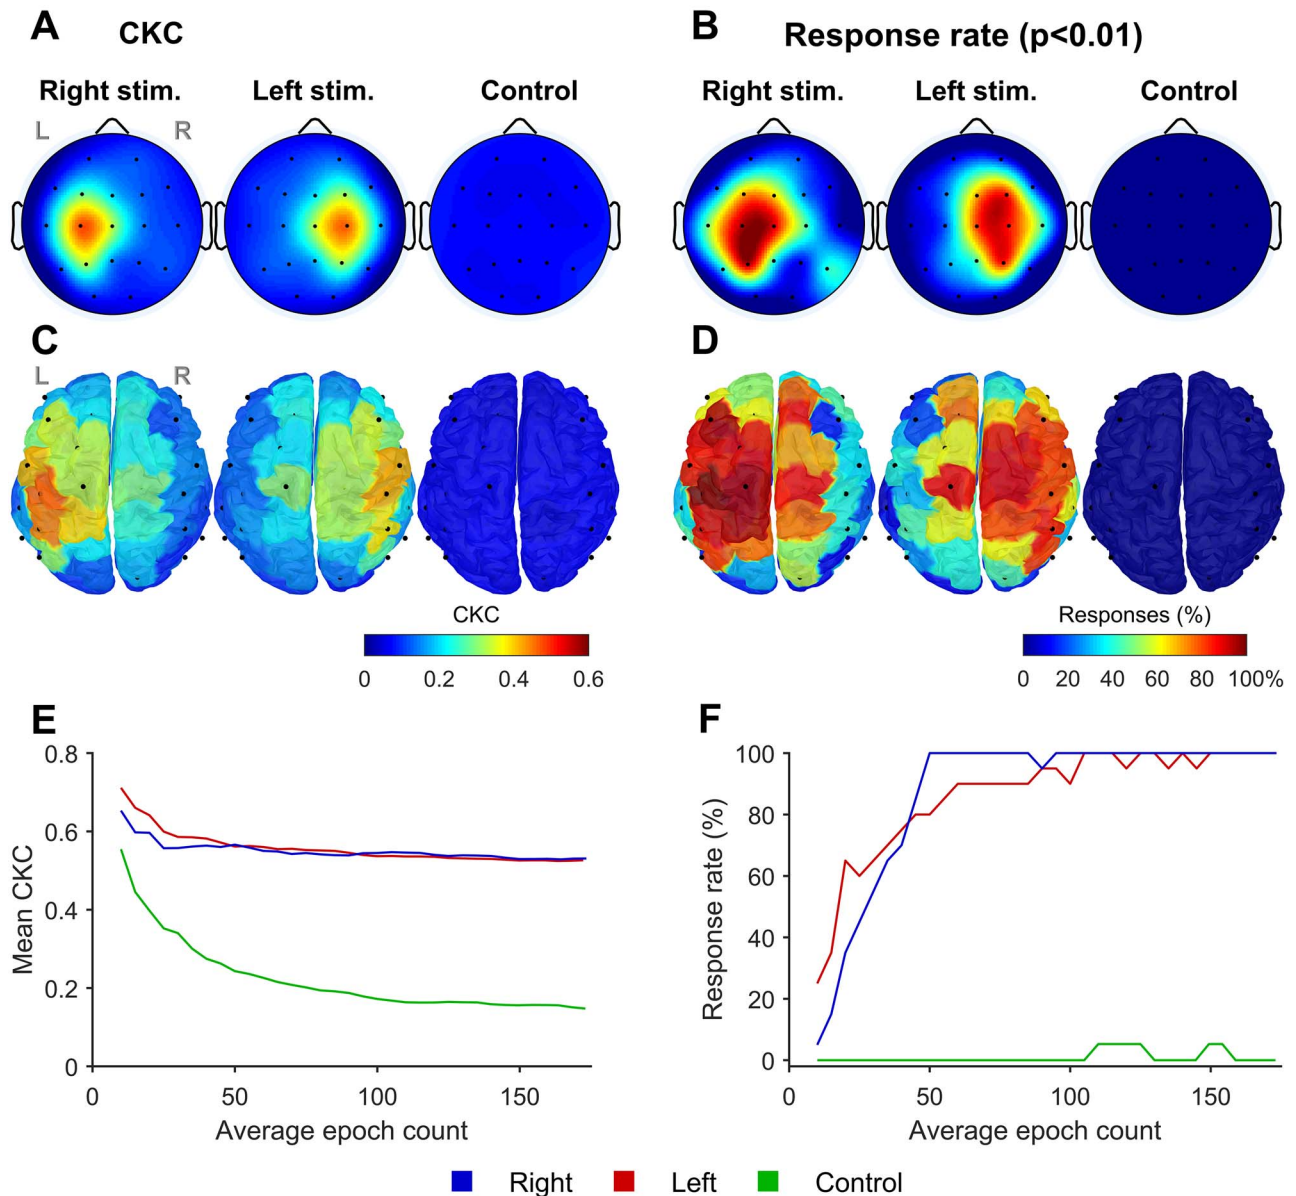 A CKC
Right stim. Left stim. Control
L R
B Response rate (p<0.01)
Right stim. Left stim. Control
C
L R
CKC
0 0.2 0.4 0.6
D
Responses (%)
0 20 40 60 80 100%
E
Mean CKC
0.8
0.6
0.4
0.2
0
0 50 100 150
Average epoch count
F
Response rate (%)
100
80
60
40
20
0
0 50 100 150
Average epoch count
Right Left Control